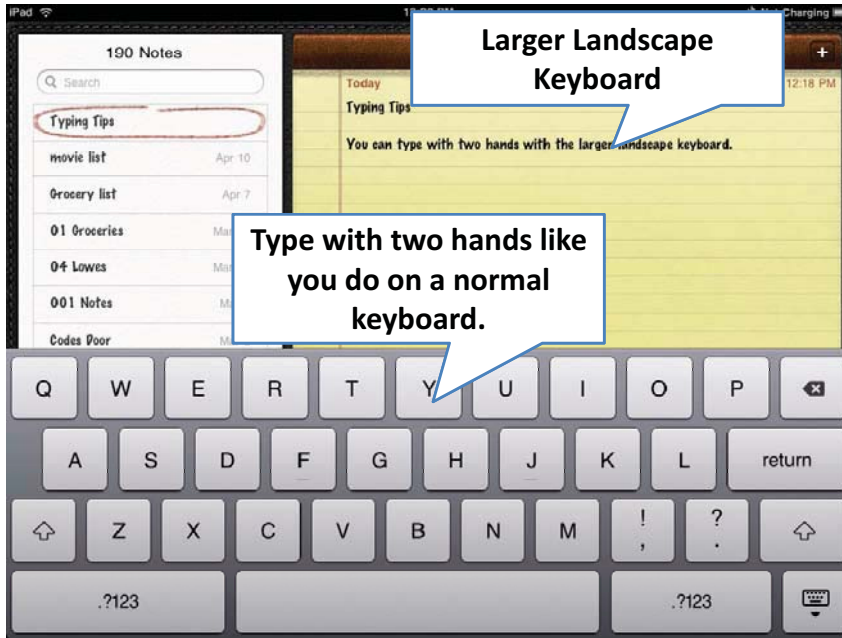 iPad
Charging
190 Notes
Search
Typing Tips
movie list Apr 10
Grocery list Apr 7
01 Groceries
04 Lowes
001 Notes
Codes Door
Larger Landscape
Keyboard
+
Today 12:18 PM
Typing Tips
You can type with two hands with the larger landscape keyboard.
Type with two hands like
you do on a normal
keyboard.
Q W E R T Y U I O P
A S D F G H J K L return
Z X C V B N M ! , ? .
.?123 .?123